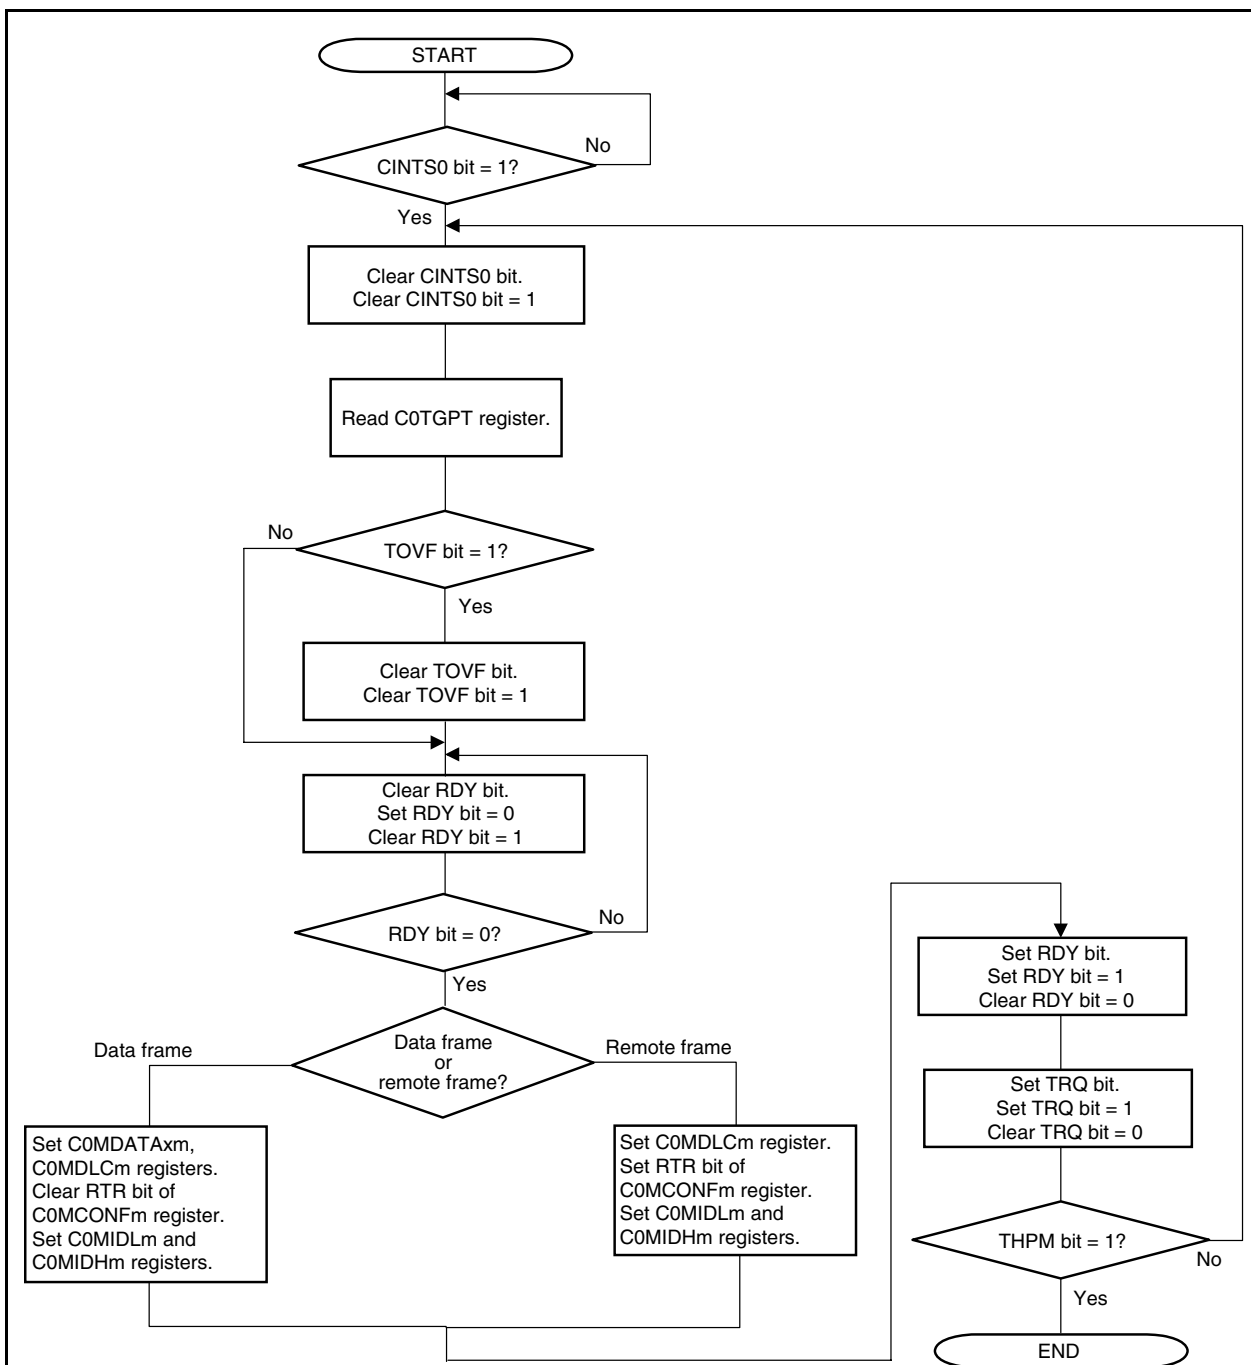 START
No
CINTS0 bit = 1?
Yes
Clear CINTS0 bit.
Clear CINTS0 bit = 1
Read C0TGPT register.
No
TOVF bit = 1?
Yes
Clear TOVF bit.
Clear TOVF bit = 1
Clear RDY bit.
Set RDY bit = 0
Clear RDY bit = 1
No
RDY bit = 0?
Yes
Data frame
Data frame
or
remote frame?
Remote frame
Set C0MDATAxm,
C0MDLCm registers.
Clear RTR bit of
C0MCONFm register.
Set C0MIDLm and
C0MIDHm registers.
Set C0MDLCm register.
Set RTR bit of
C0MCONFm register.
Set C0MIDLm and
C0MIDHm registers.
Set RDY bit.
Set RDY bit = 1
Clear RDY bit = 0
Set TRQ bit.
Set TRQ bit = 1
Clear TRQ bit = 0
THPM bit = 1?
No
Yes
END